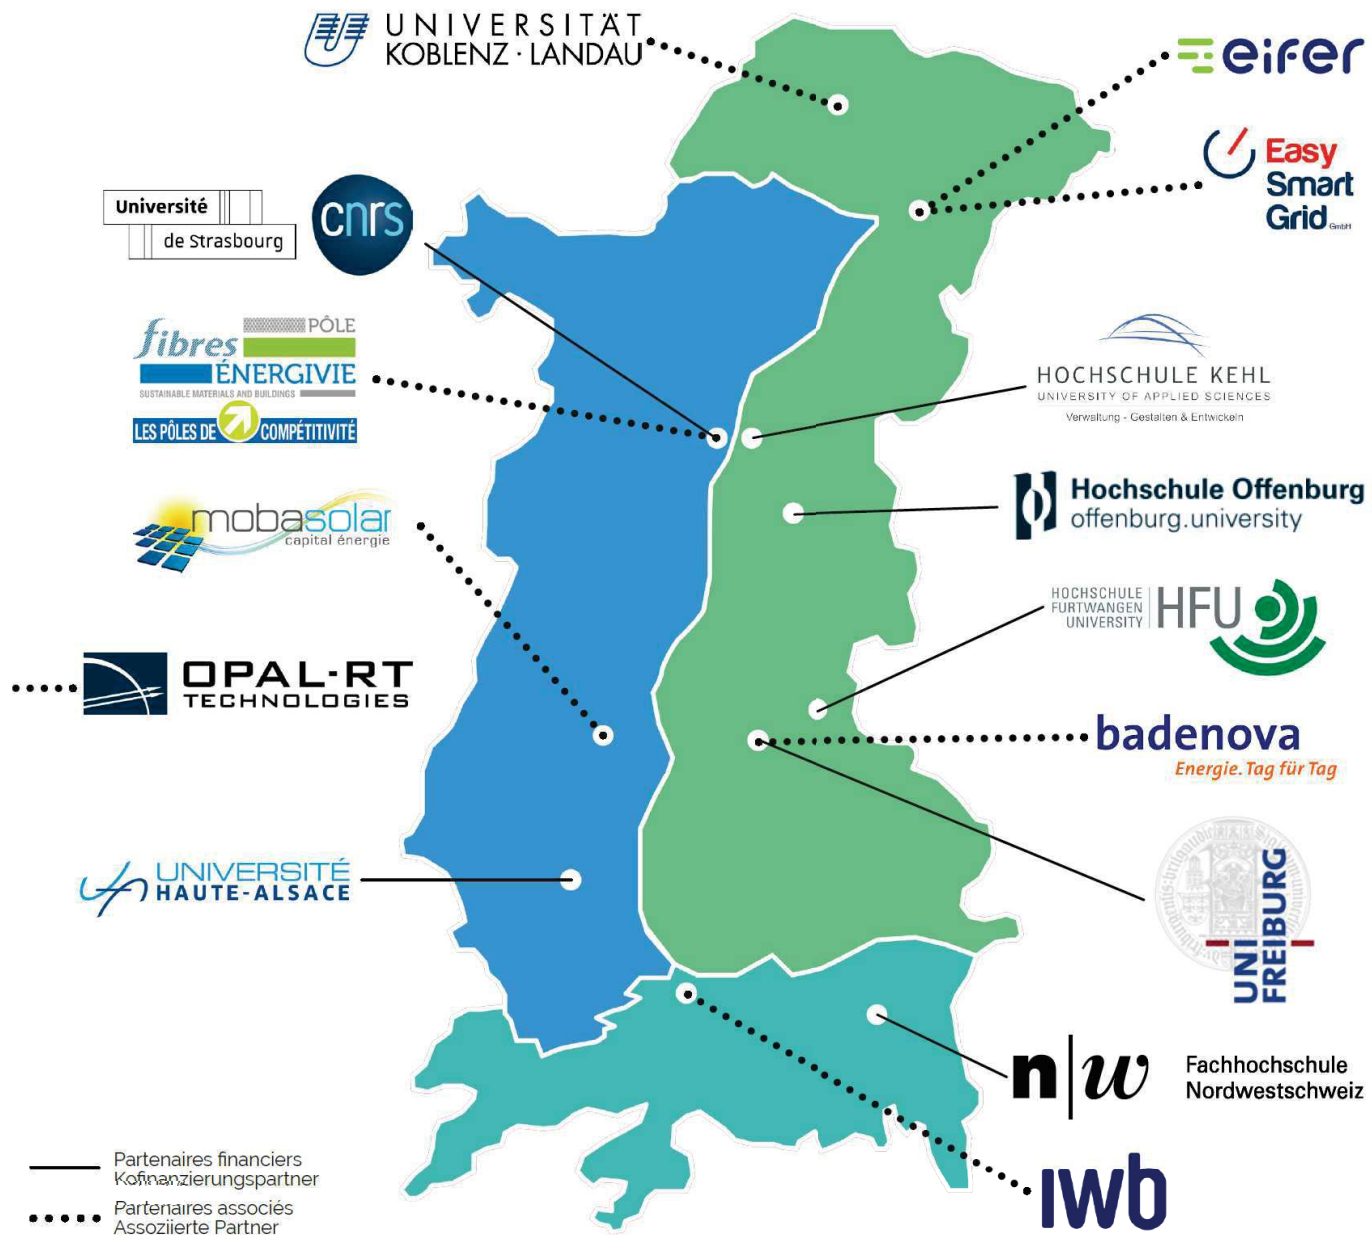 UNIVERSITÄT
KOBLENZ · LANDAU
eifer
Easy
Smart
Grid
GmbH
Université
de Strasbourg
cnrs
PÔLE
fibres
ÉNERGIVIE
SUSTAINABLE MATERIALS AND BUILDINGS
LES PÔLES DE COMPÉTITIVITÉ
HOCHSCHULE KEHL
UNIVERSITY OF APPLIED SCIENCES
Verwaltung - Gestalten & Entwickeln
mobasolar
capital énergie
Hochschule Offenburg
offenburg.university
HOCHSCHULE
FURTWANGEN
UNIVERSITY
HFU
OPAL-RT
TECHNOLOGIES
badenova
Energie. Tag für Tag
UNIVERSITÉ
HAUTE-ALSACE
UNI
FREIBURG
n|w
Fachhochschule
Nordwestschweiz
iwb
Partenaires financiers
Kofinanzierungspartner
Partenaires associés
Assoziierte Partner